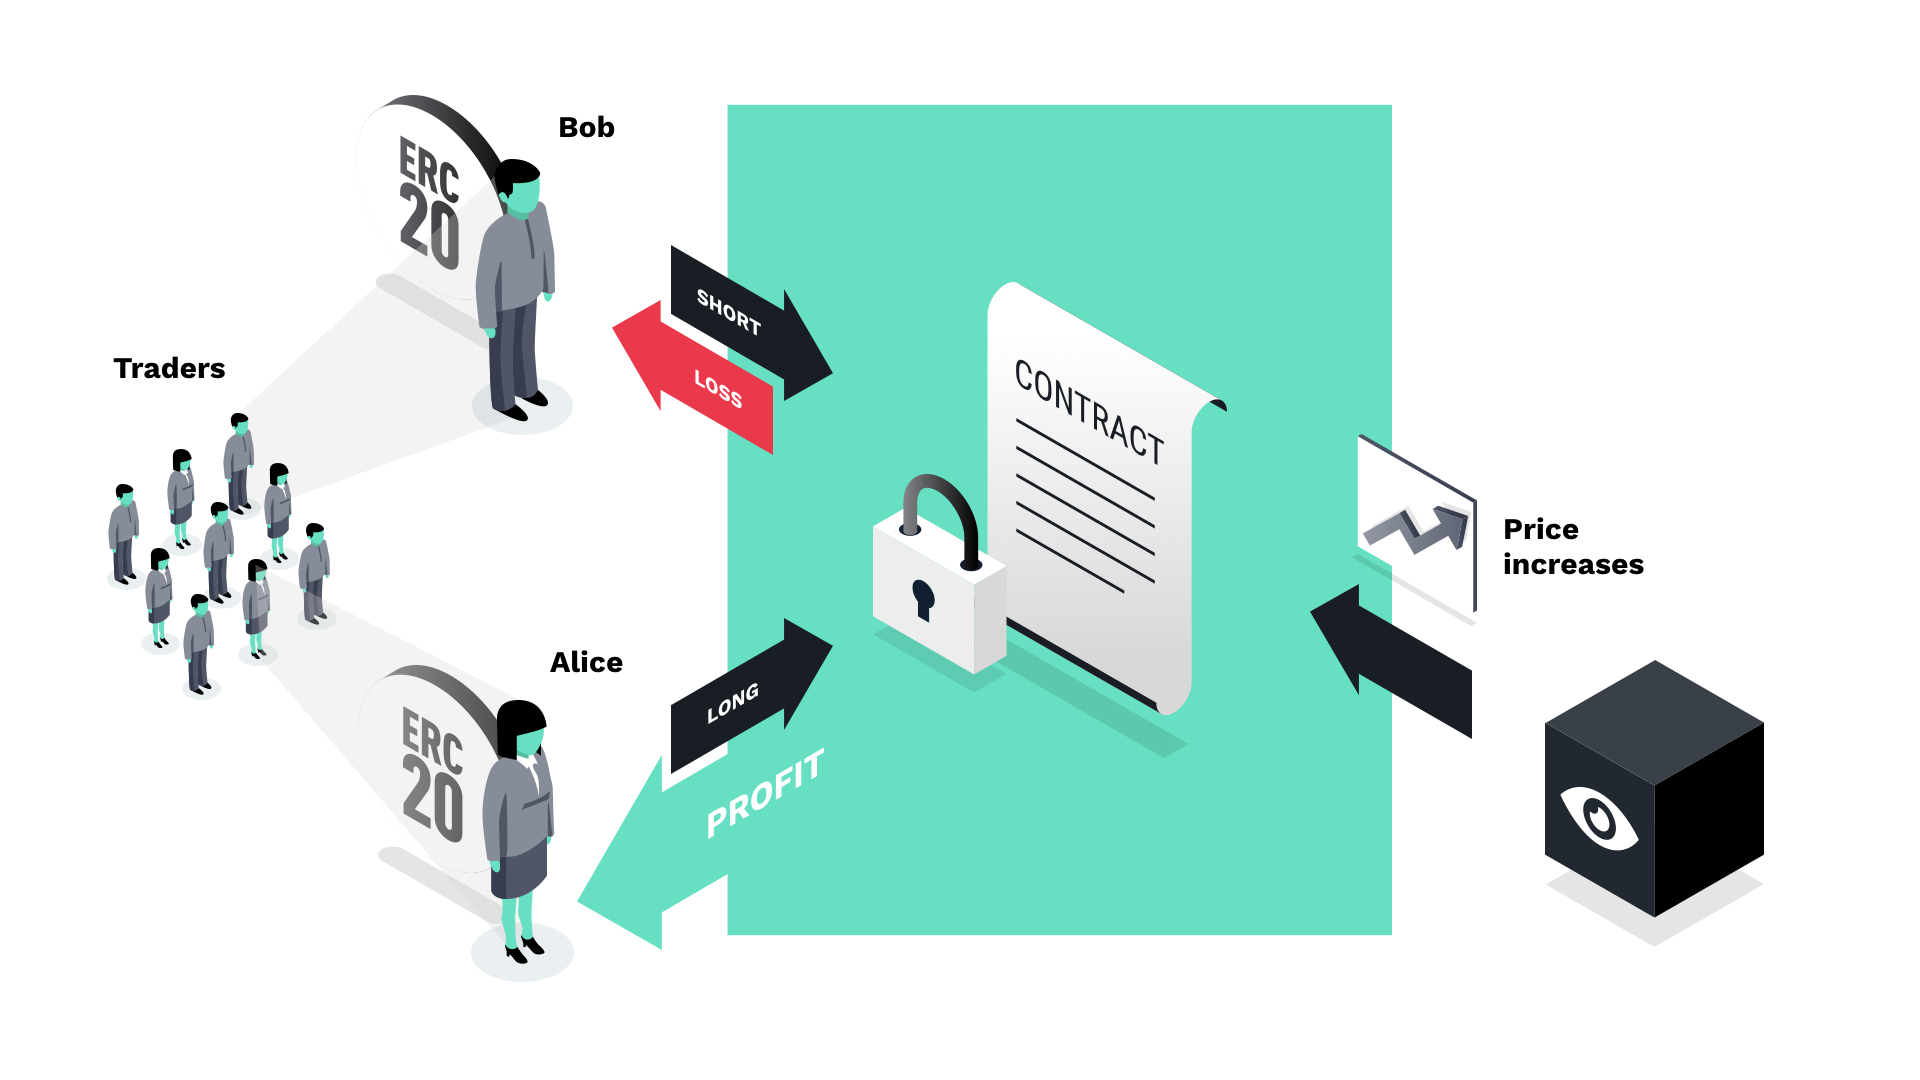 Bob
ERC
20
SHORT
LOSS
Traders
CONTRACT
Price
increases
Alice
LONG
ERC
20
PROFIT